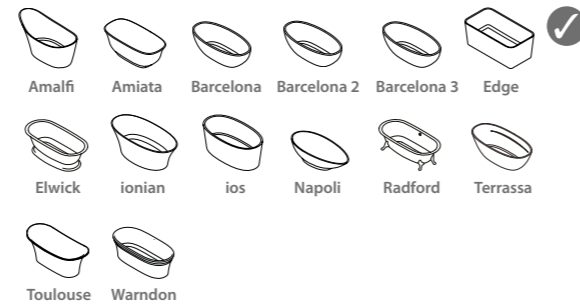 Amalfi Amiata Barcelona Barcelona 2 Barcelona 3 Edge
Elwick ionian ios Napoli Radford Terrassa
Toulouse Warndon